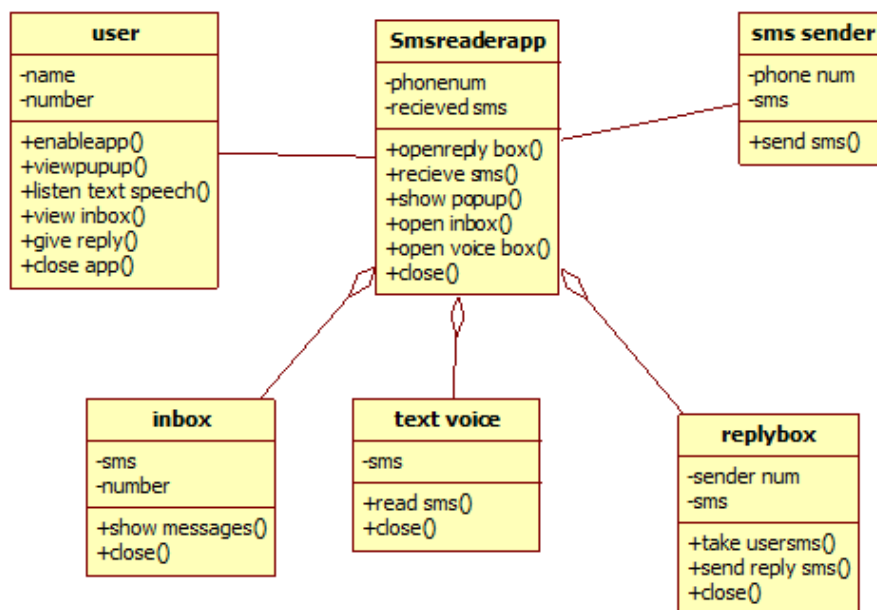 user
-name
-number
+enableapp()
+viewpupup()
+listen text speech()
+view inbox()
+give reply()
+close app()
Smsreaderapp
-phonenum
-recieved sms
+openreply box()
+recieve sms()
+show popup()
+open inbox()
+open voice box()
+close()
sms sender
-phone num
-sms
+send sms()
inbox
-sms
-number
+show messages()
+close()
text voice
-sms
+read sms()
+close()
replybox
-sender num
-sms
+take usersms()
+send reply sms()
+close()